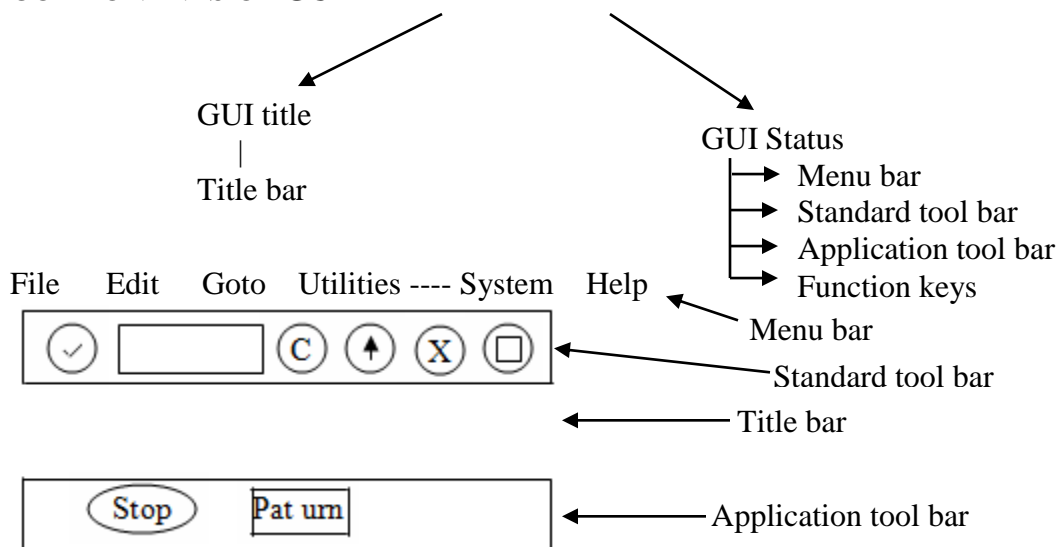 GUI title
|
Title bar
GUI Status
Menu bar
Standard tool bar
Application tool bar
Function keys
File Edit Goto Utilities ---- System Help
Menu bar
C X
Standard tool bar
Title bar
Stop Pat urn
Application tool bar